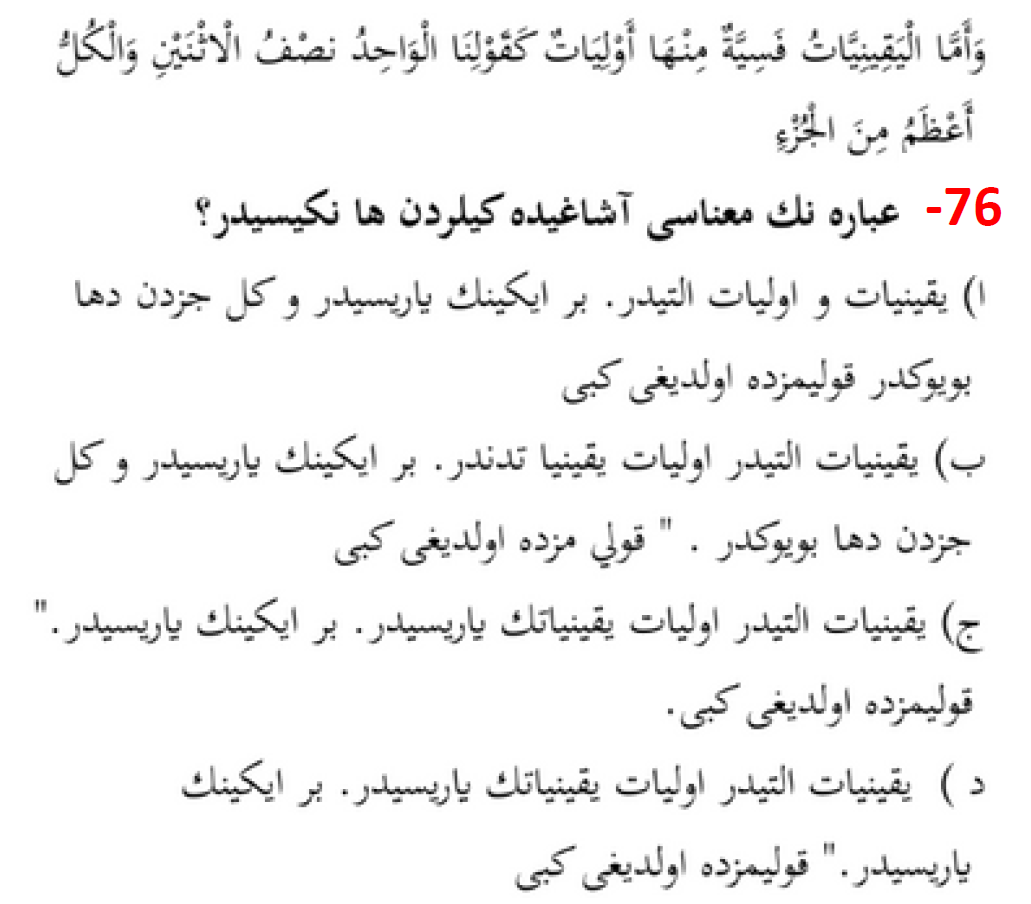 وَأَمَّا الْيَقِينِيَّاتُ فَسِيَّةٌ مِنْهَا أَوْلِيَاتٌ كَقَوْلِنَا الْوَاحِدُ نصْفُ الْاثْنَيْنِ وَالْكُلُّ
أَعْظَمُ مِنَ الْجُزْءِ
76- عباره نك معناسى آشاغيده كيلردن ها نكيسيدر؟
ا) يقينيات و اوليات التيدر. بر ايكينك ياريسيدر و كل جزدن دها
بويوكدر قوليمزده اولديغى كبى
ب) يقينيات التيدر اوليات يقينيا تدندر. بر ايكينك ياريسيدر و كل
جزدن دها بويوكدر . " قولي مزده اولديغى كبى
ج) يقينيات التيدر اوليات يقينياتك ياريسيدر. بر ايكينك ياريسيدر."
قوليمزده اولديغى كبى.
د ) يقينيات التيدر اوليات يقينياتك ياريسيدر. بر ايكينك
ياريسيدر." قوليمزده اولديغى كبى